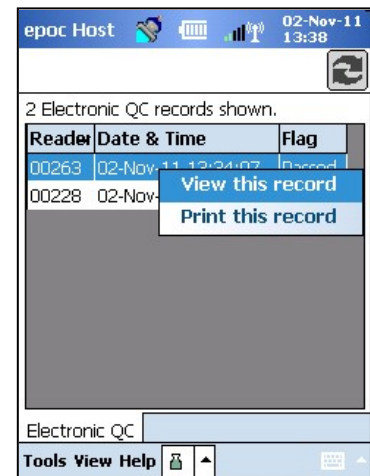 epoc Host 02-Nov-11
13:38
2 Electronic QC records shown.
Reader Date & Time Flag
00263 02-Nov-11 13:34:07 Passed
00228 02-Nov-
View this record
Print this record
Electronic QC
Tools View Help